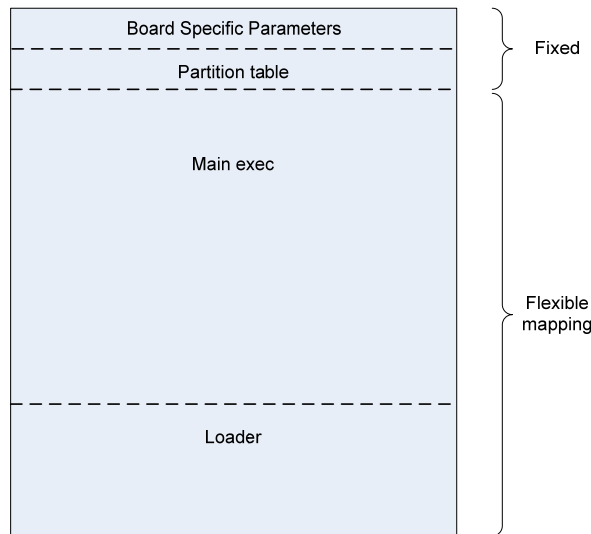 Board Specific Parameters
Fixed
Partition table
Main exec
Flexible
mapping
Loader